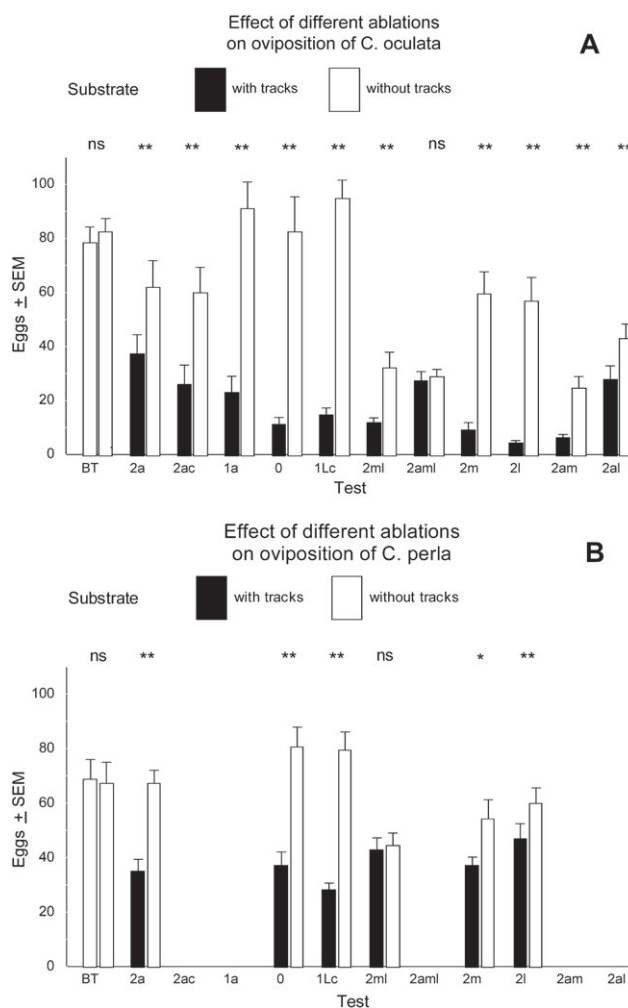 Effect of different ablations
on oviposition of C. oculata
A
Substrate
with tracks
without tracks
ns ** ** ** ** ** ** ns ** ** ** **
100
80
60
40
20
0
Eggs ± SEM
BT 2a 2ac 1a 0 1Lc 2ml 2aml 2m 2l 2am 2al
Test
Effect of different ablations
on oviposition of C. perla
B
Substrate
with tracks
without tracks
ns ** ** ** ns * **
100
80
60
40
20
0
Eggs ± SEM
BT 2a 2ac 1a 0 1Lc 2ml 2aml 2m 2l 2am 2al
Test